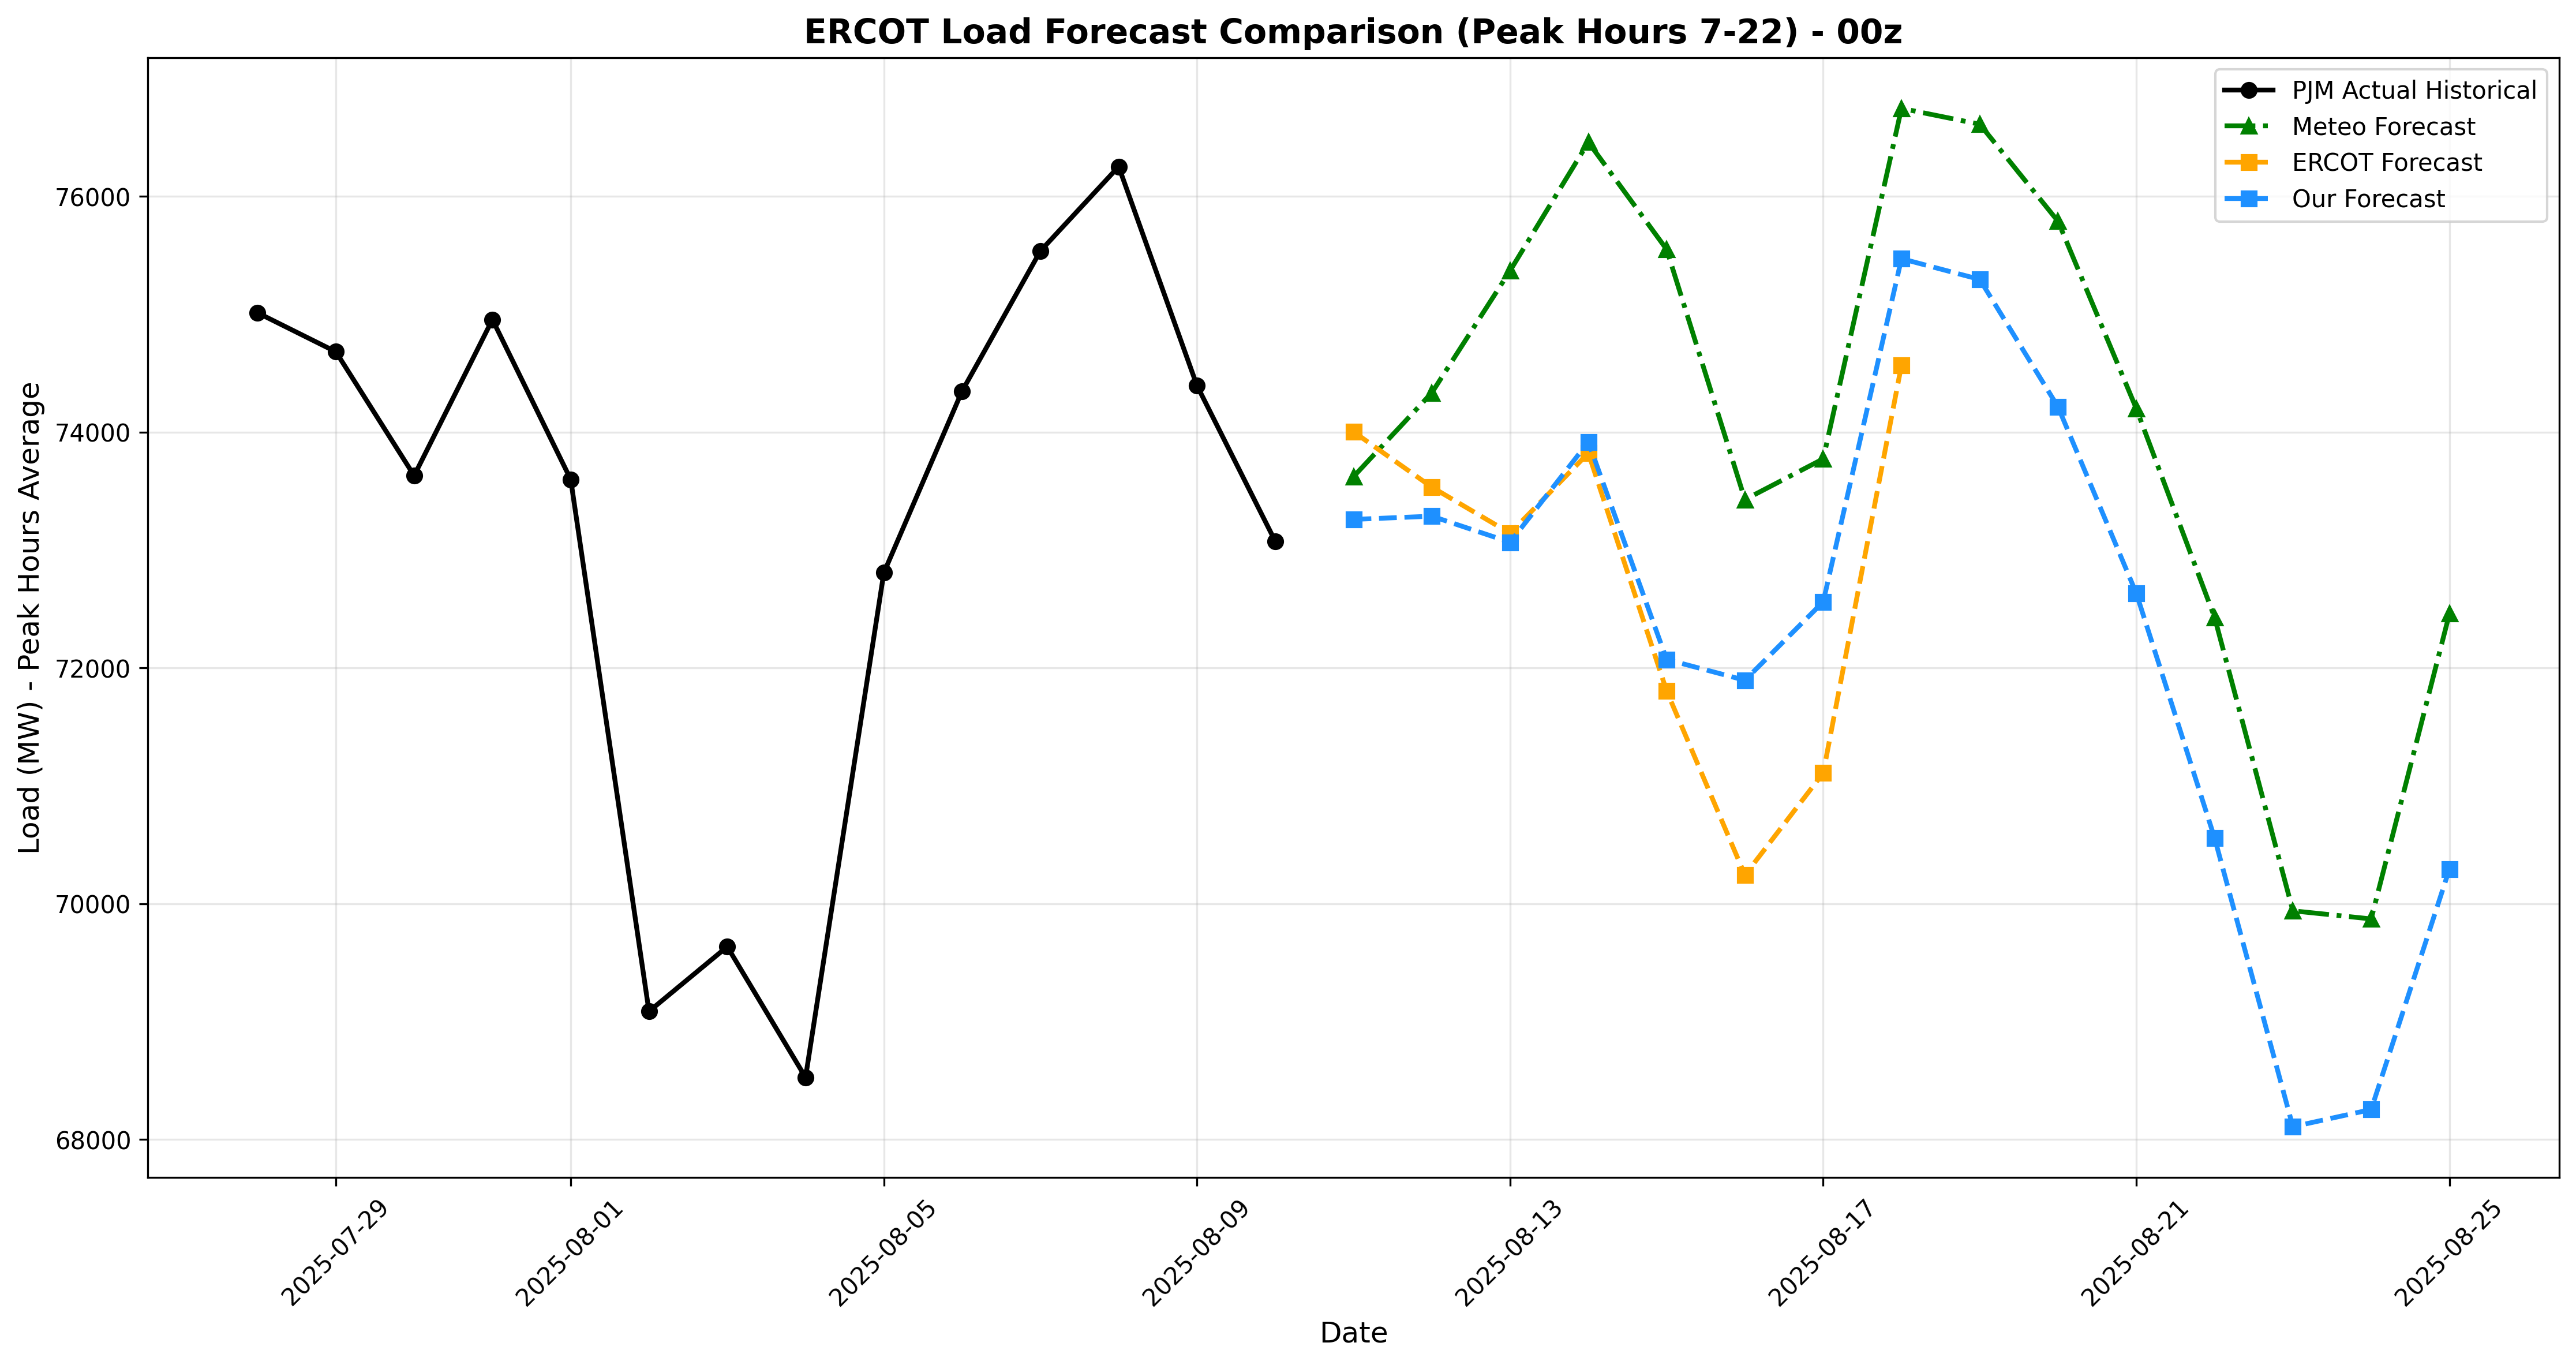 ERCOT Load Forecast Comparison (Peak Hours 7-22) - 00z
PJM Actual Historical
Meteo Forecast
ERCOT Forecast
Our Forecast
Load (MW) - Peak Hours Average
76000
74000
72000
70000
68000
2025-07-29
2025-08-01
2025-08-05
2025-08-09
2025-08-13
2025-08-17
2025-08-21
2025-08-25
Date